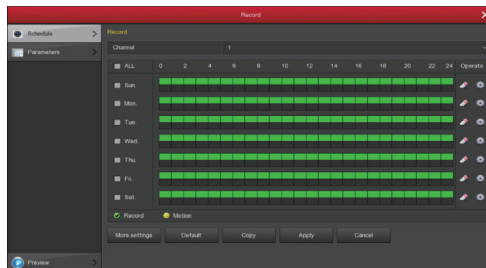 Record
Schedule >
Parameters >
Preview >
Record
Channel 1
ALL 0 2 4 6 8 10 12 14 16 18 20 22 24 Operate
Sun.
Mon.
Tue.
Wed.
Thu.
Fri.
Sat.
Record Motion
More settings Default Copy Apply Cancel